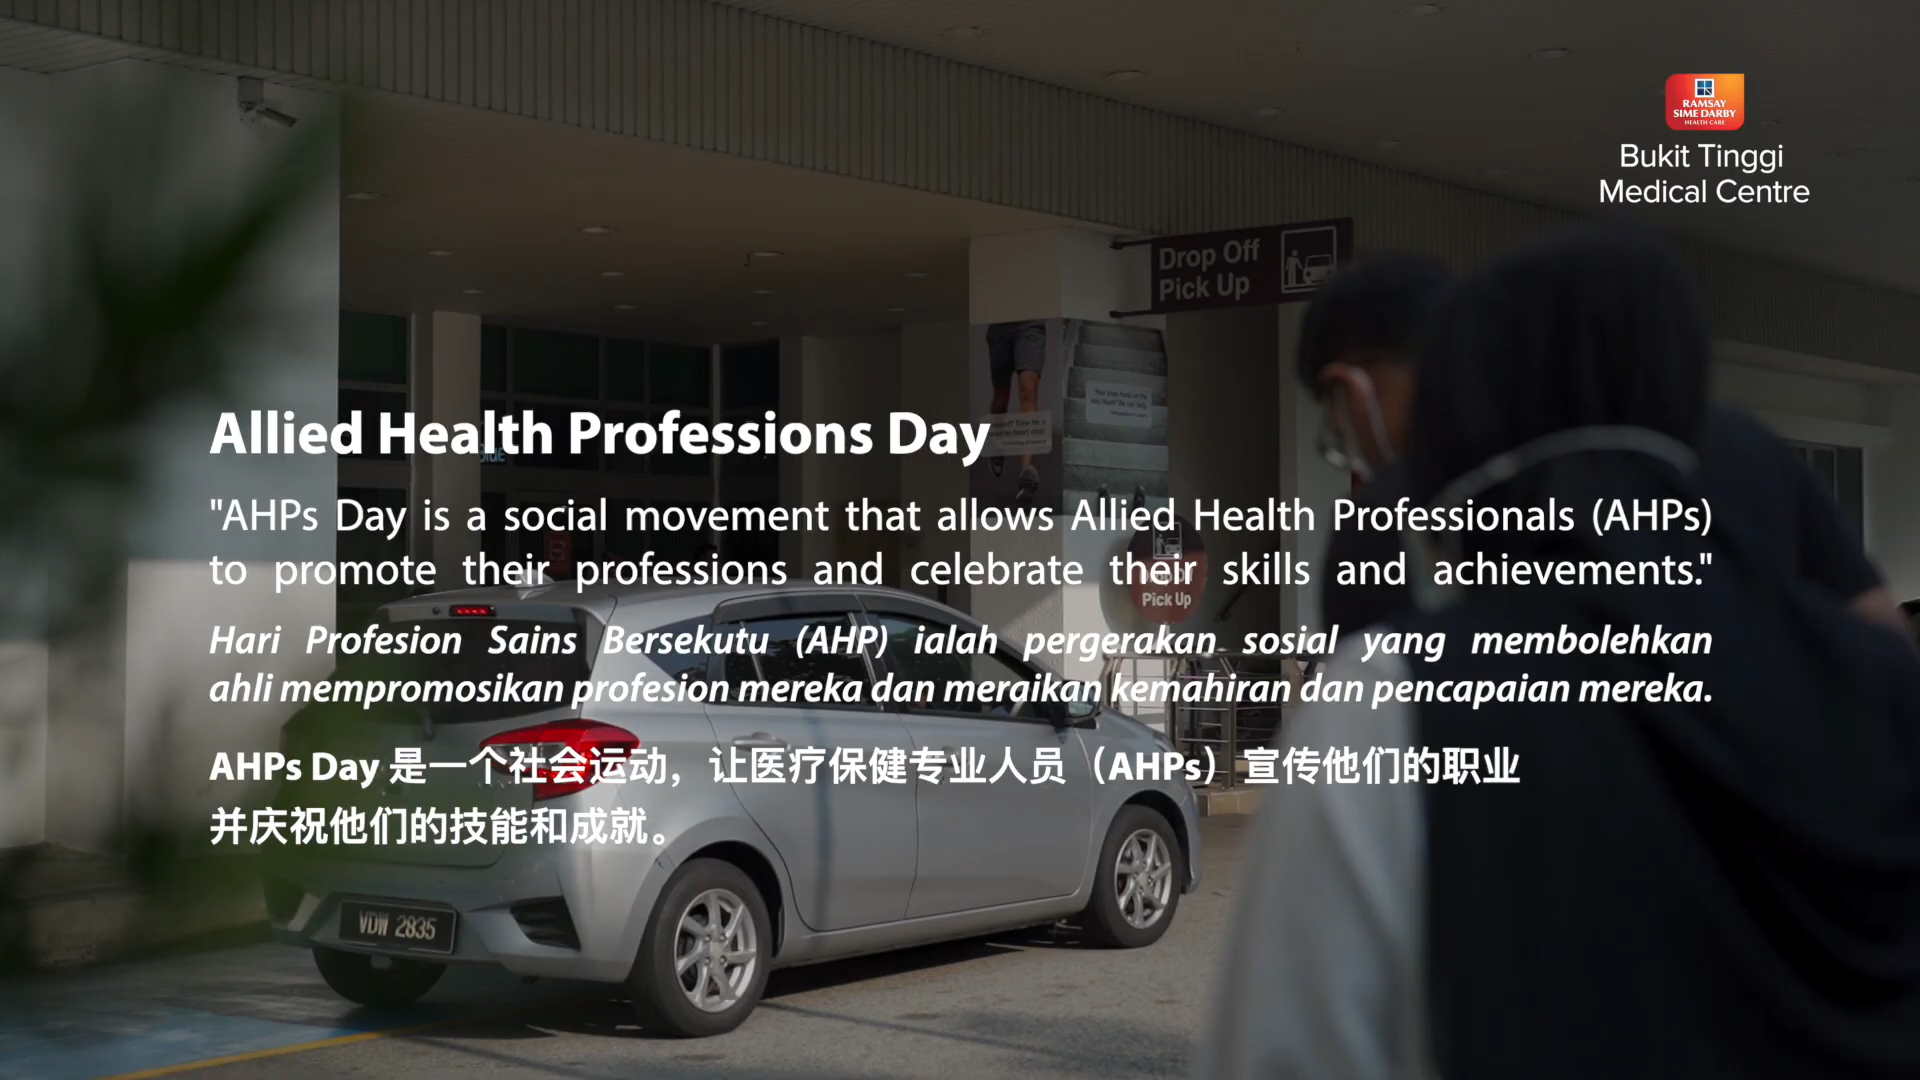 RAMSAY
SIME DARBY
HEALTH CARE
Bukit Tinggi
Medical Centre
Drop Off
Pick Up
Allied Health Professions Day
"AHPs Day is a social movement that allows Allied Health Professionals (AHPs)
to promote their professions and celebrate their skills and achievements."
Pick Up
Hari Profesion Sains Bersekutu (AHP) ialah pergerakan sosial yang membolehkan
ahli mempromosikan profesion mereka dan meraikan kemahiran dan pencapaian mereka.
AHPs Day 是一个社会运动，让医疗保健专业人员（AHPs）宣传他们的职业
并庆祝他们的技能和成就。
VDW 2835